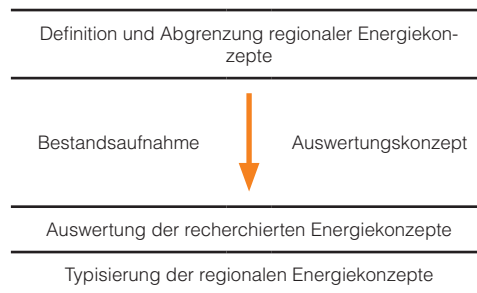 Definition und Abgrenzung regionaler Energiekon-
zepte
Bestandsaufnahme Auswertungskonzept
Auswertung der recherchierten Energiekonzepte
Typisierung der regionalen Energiekonzepte